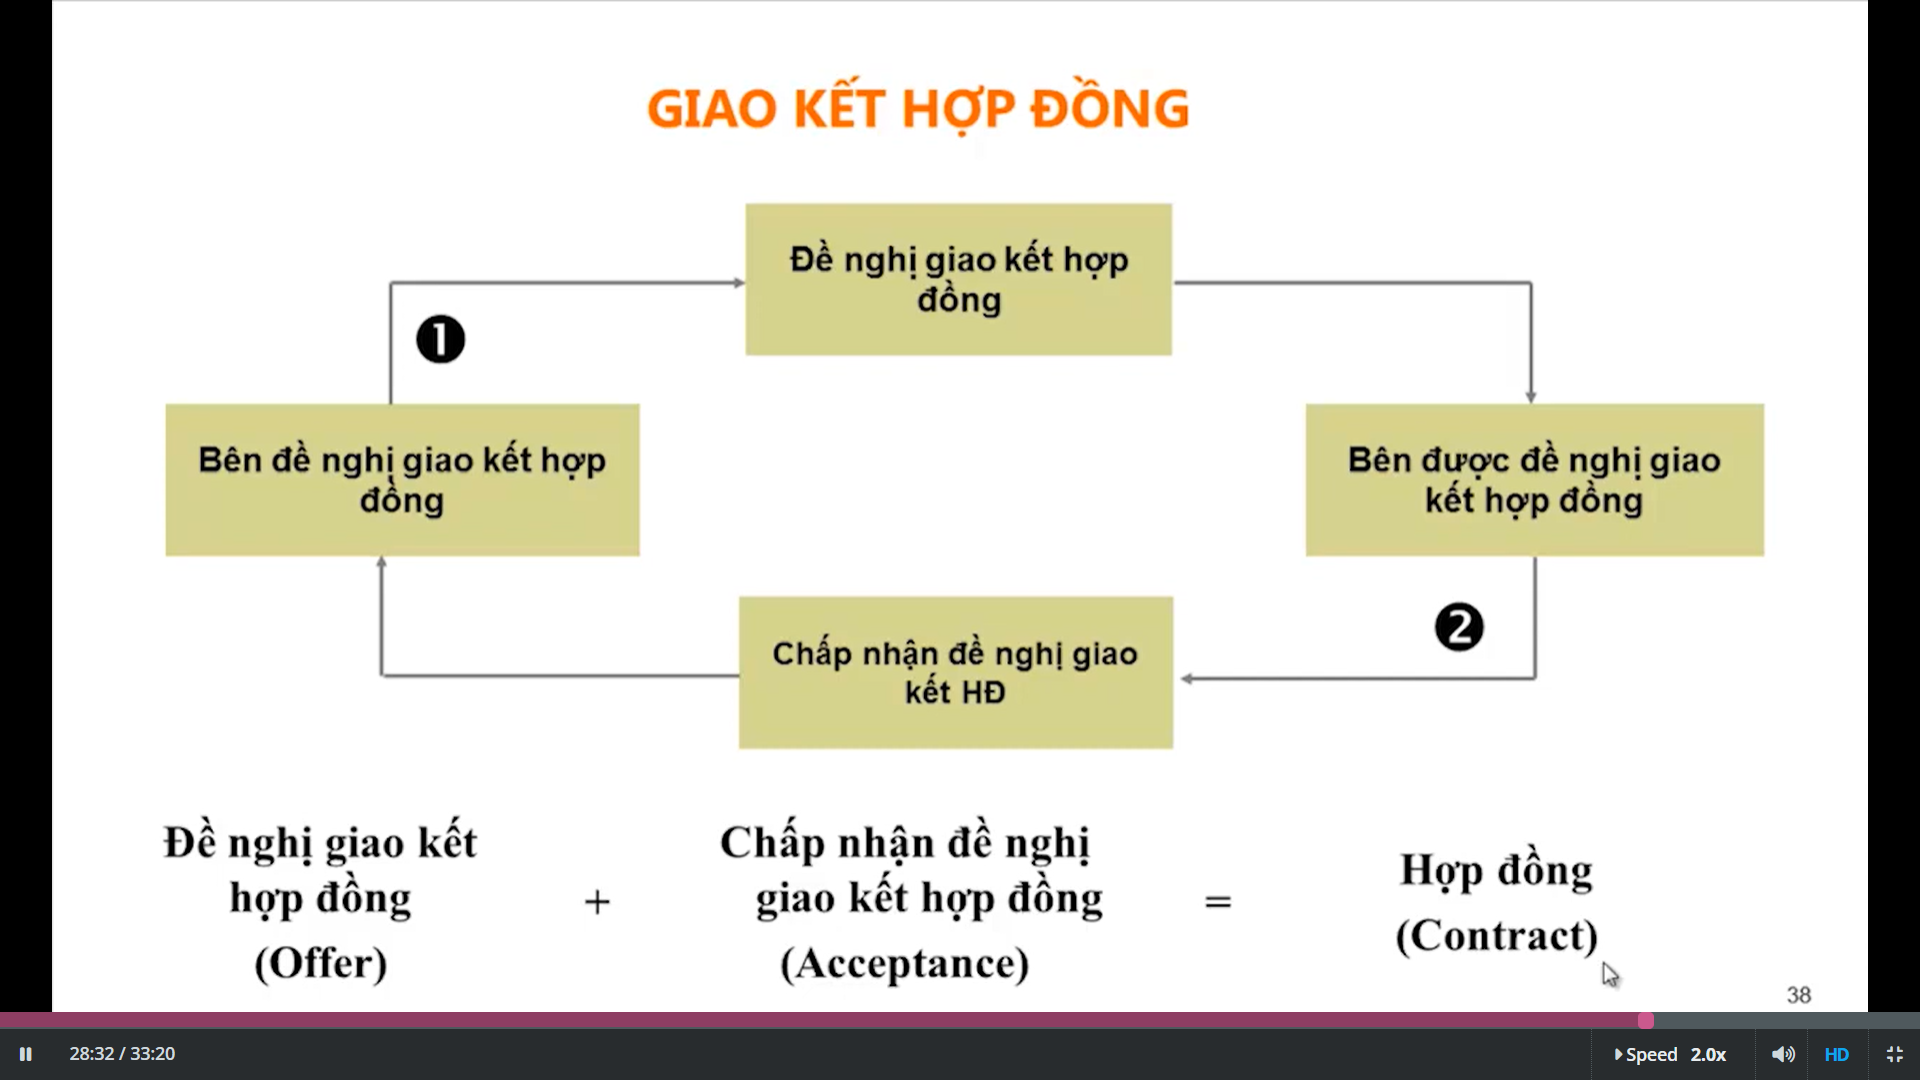 GIAO KẾT HỢP ĐỒNG
Đề nghị giao kết hợp
đồng
❶
Bên đề nghị giao kết hợp
đồng
Bên được đề nghị giao
kết hợp đồng
❷
Chấp nhận đề nghị giao
kết HĐ
Đề nghị giao kết
hợp đồng
(Offer)
+
Chấp nhận đề nghị
giao kết hợp đồng
(Acceptance)
=
Hợp đồng
(Contract)
38
28:32 / 33:20
Speed 2.0x
HD